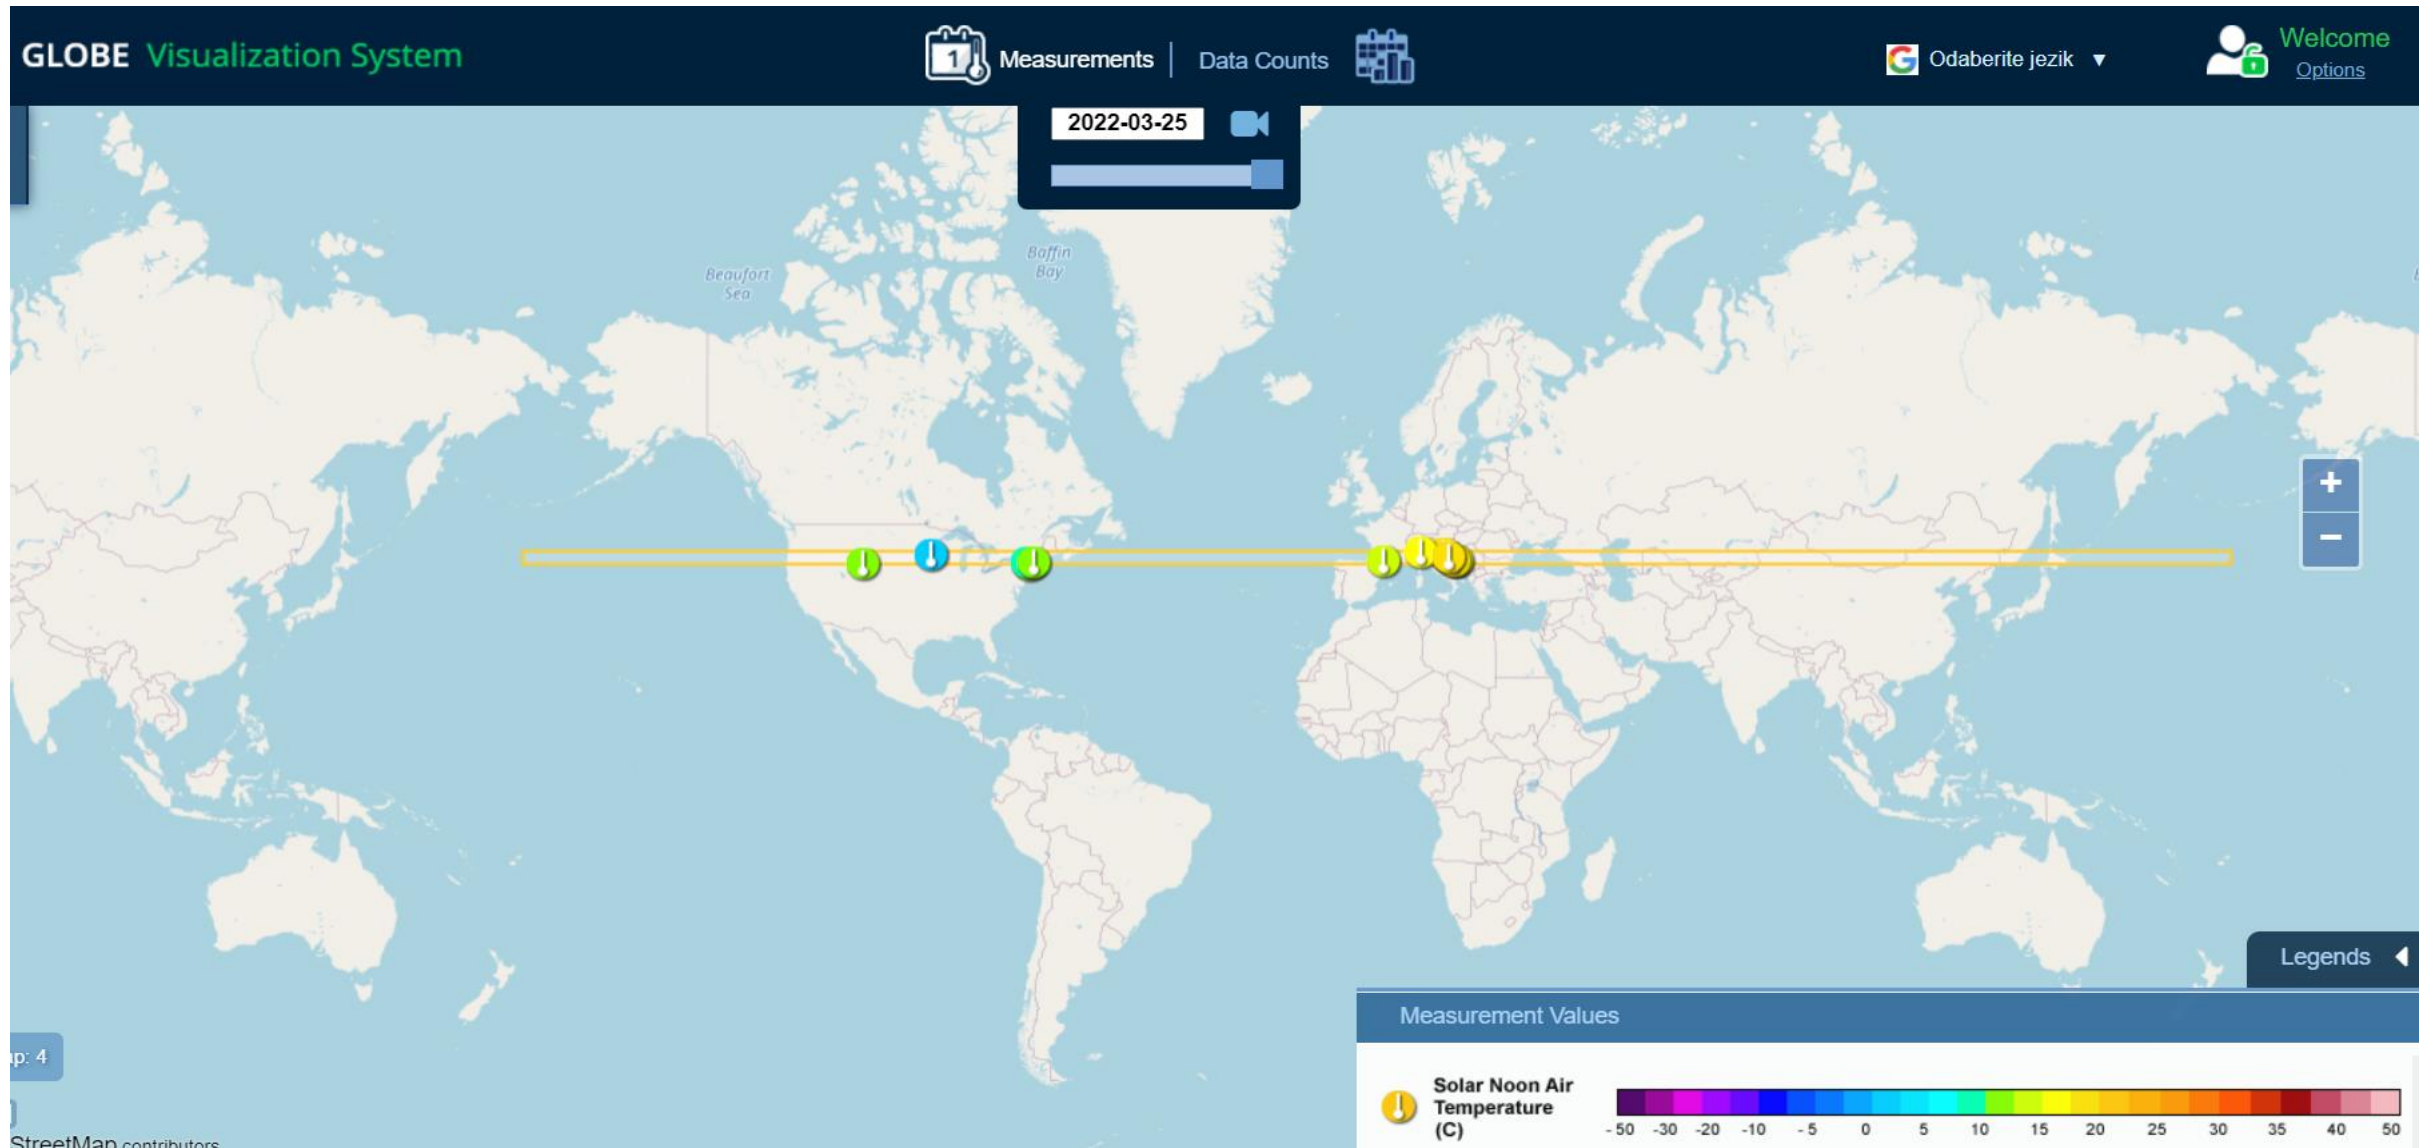 GLOBE Visualization System
1
Measurements | Data Counts
Odaberite jezik ▼
Welcome
Options
2022-03-25
Baffin
Bay
Beaufort
Sea
+
−
Legends
Measurement Values
Solar Noon Air
Temperature
(C)
-50 -30 -20 -10 -5 0 5 10 15 20 25 30 35 40 50
ap: 4
StreetMap contributors